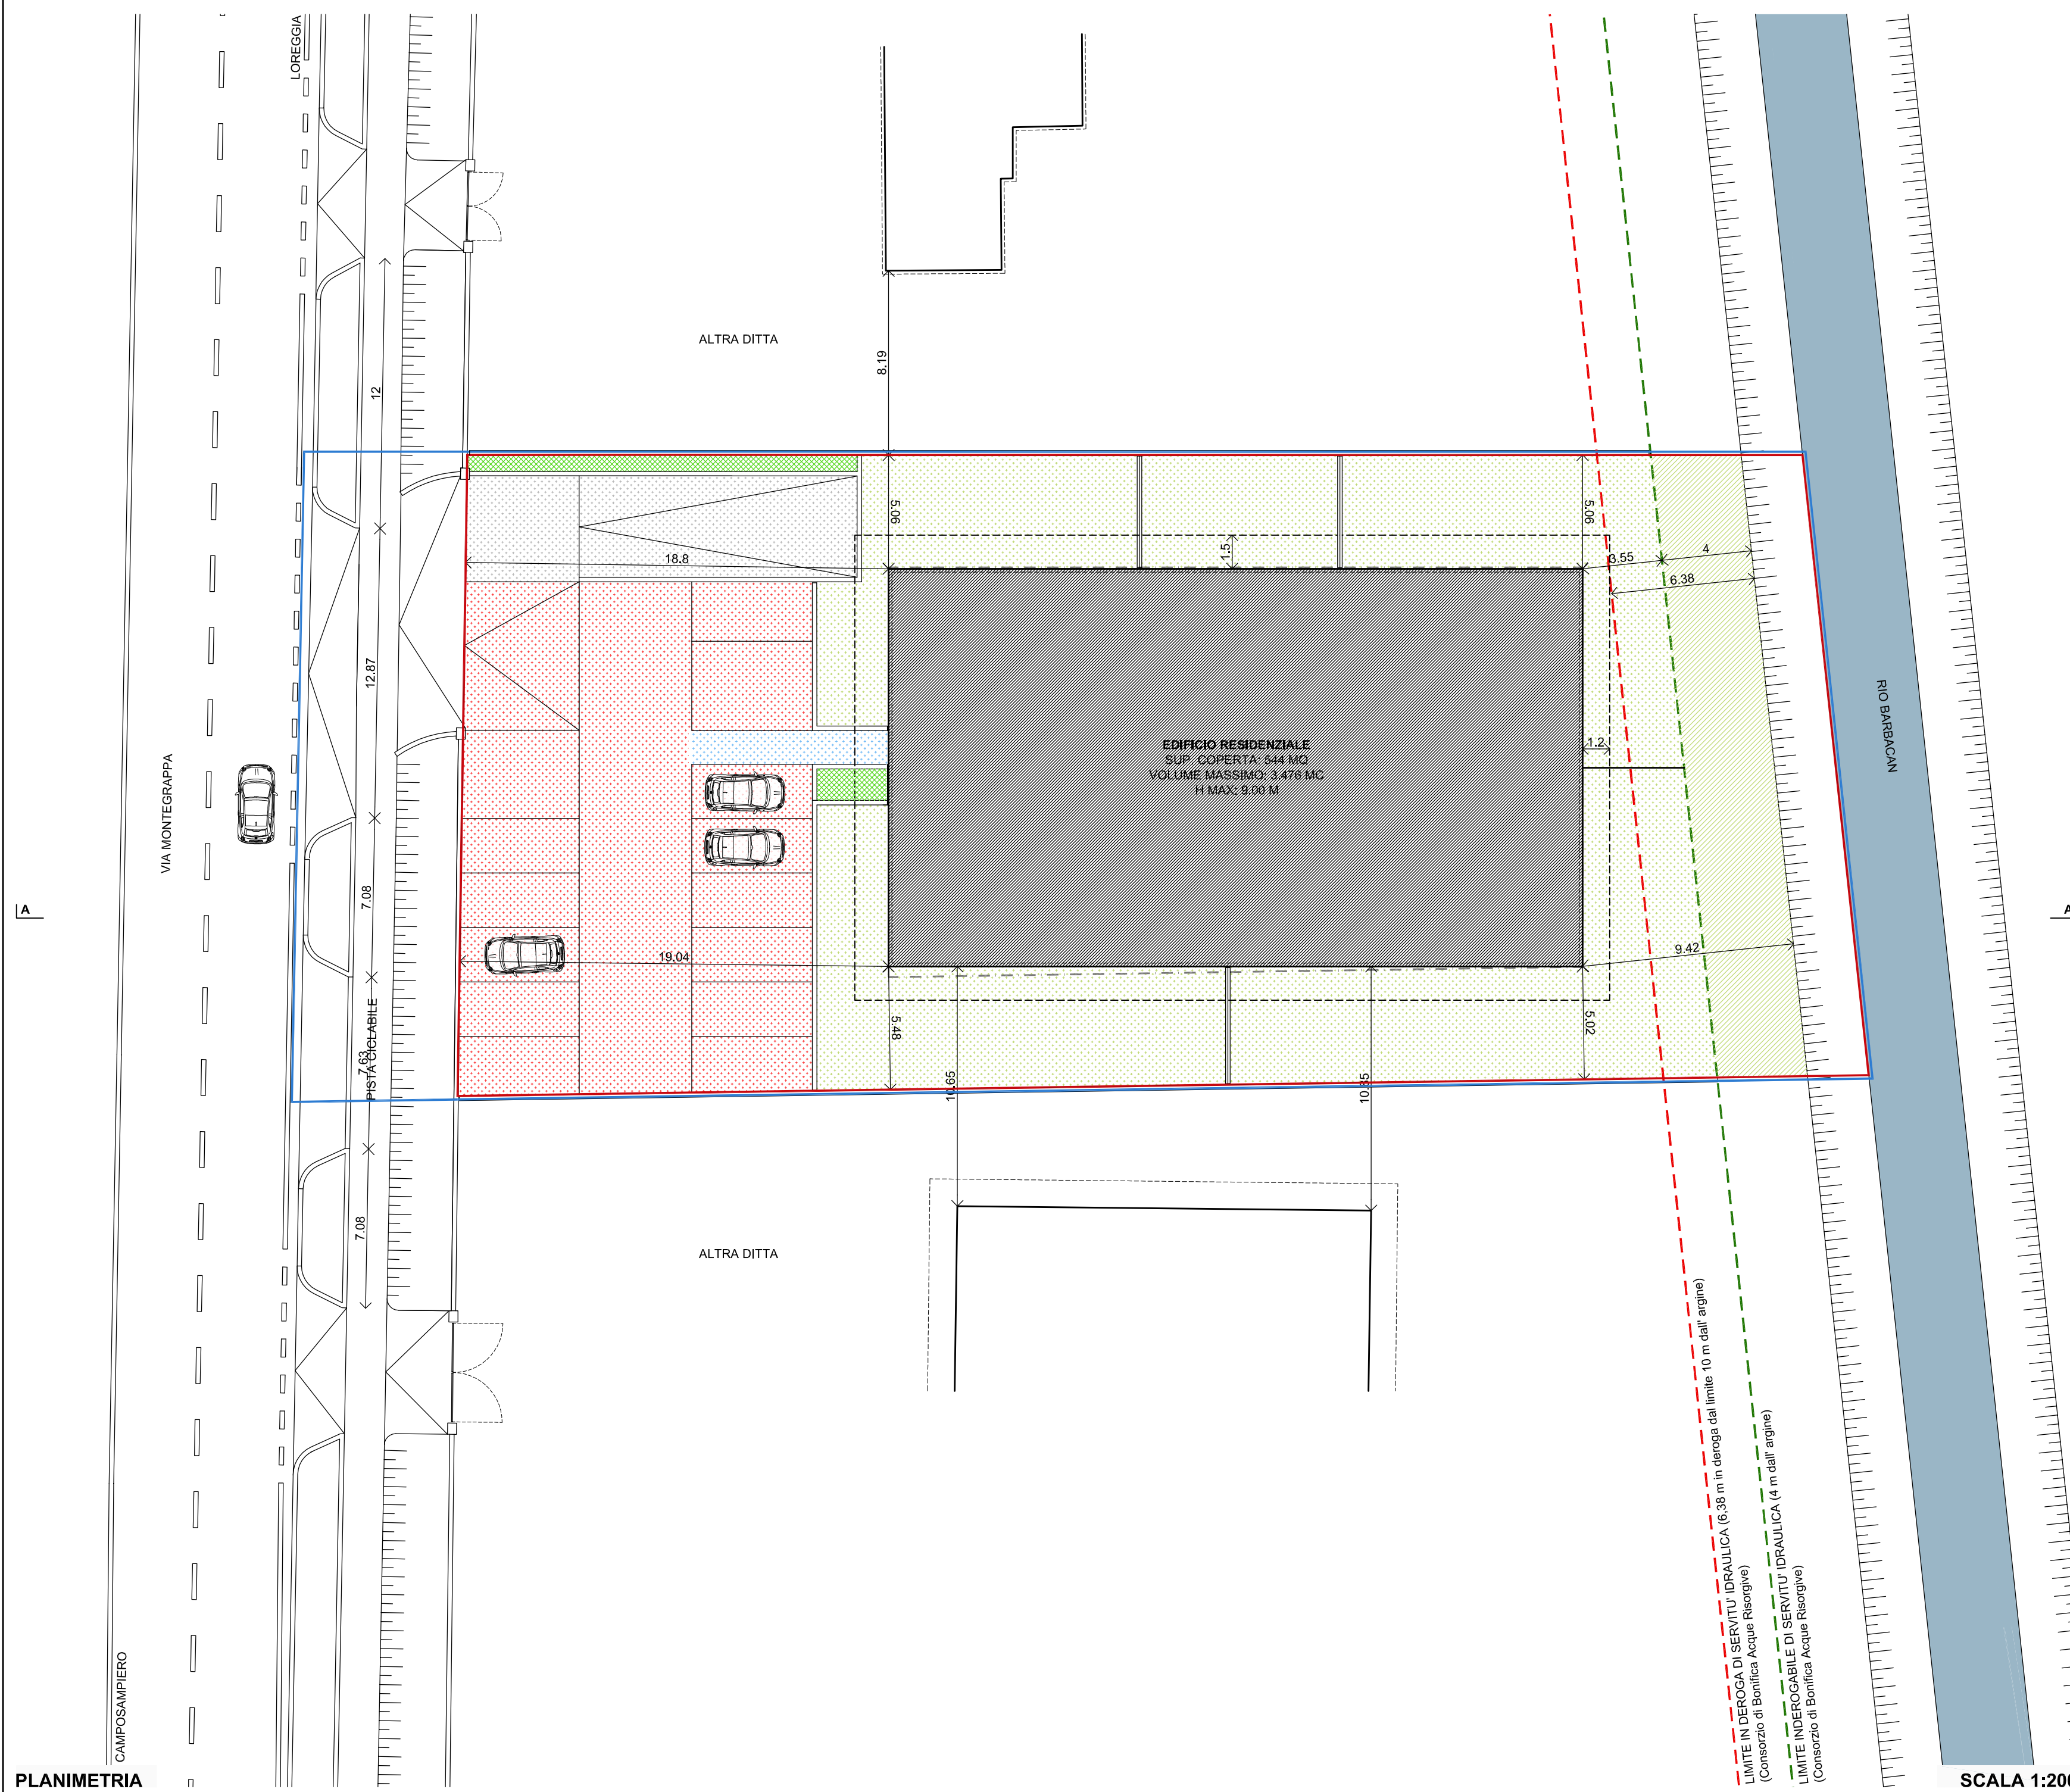 LOREGGIA
ALTRA DITTA
8.19
12
5.06
5.06
1.5
18.8
3.55
4
6.38
12.87
RIO BARBACAN
EDIFICIO RESIDENZIALE
SUP. COPERTA: 544 MQ
VOLUME MASSIMO: 3.476 MC
H MAX: 9.00 M
1.2
VIA MONTEGRAPPA
7.08
A
A
19.04
9.42
PISTA CICLABILE
7.63
5.48
5.02
10.65
10.35
7.08
ALTRA DITTA
LIMITE IN DEROGA DI SERVITU' IDRAULICA (6,38 m in deroga dal limite 10 m dall' argine)
(Consorzio di Bonifica Acque Risorgive)
LIMITE INDEROGABILE DI SERVITU' IDRAULICA (4 m dall' argine)
(Consorzio di Bonifica Acque Risorgive)
CAMPOSAMPIERO
PLANIMETRIA
SCALA 1:200